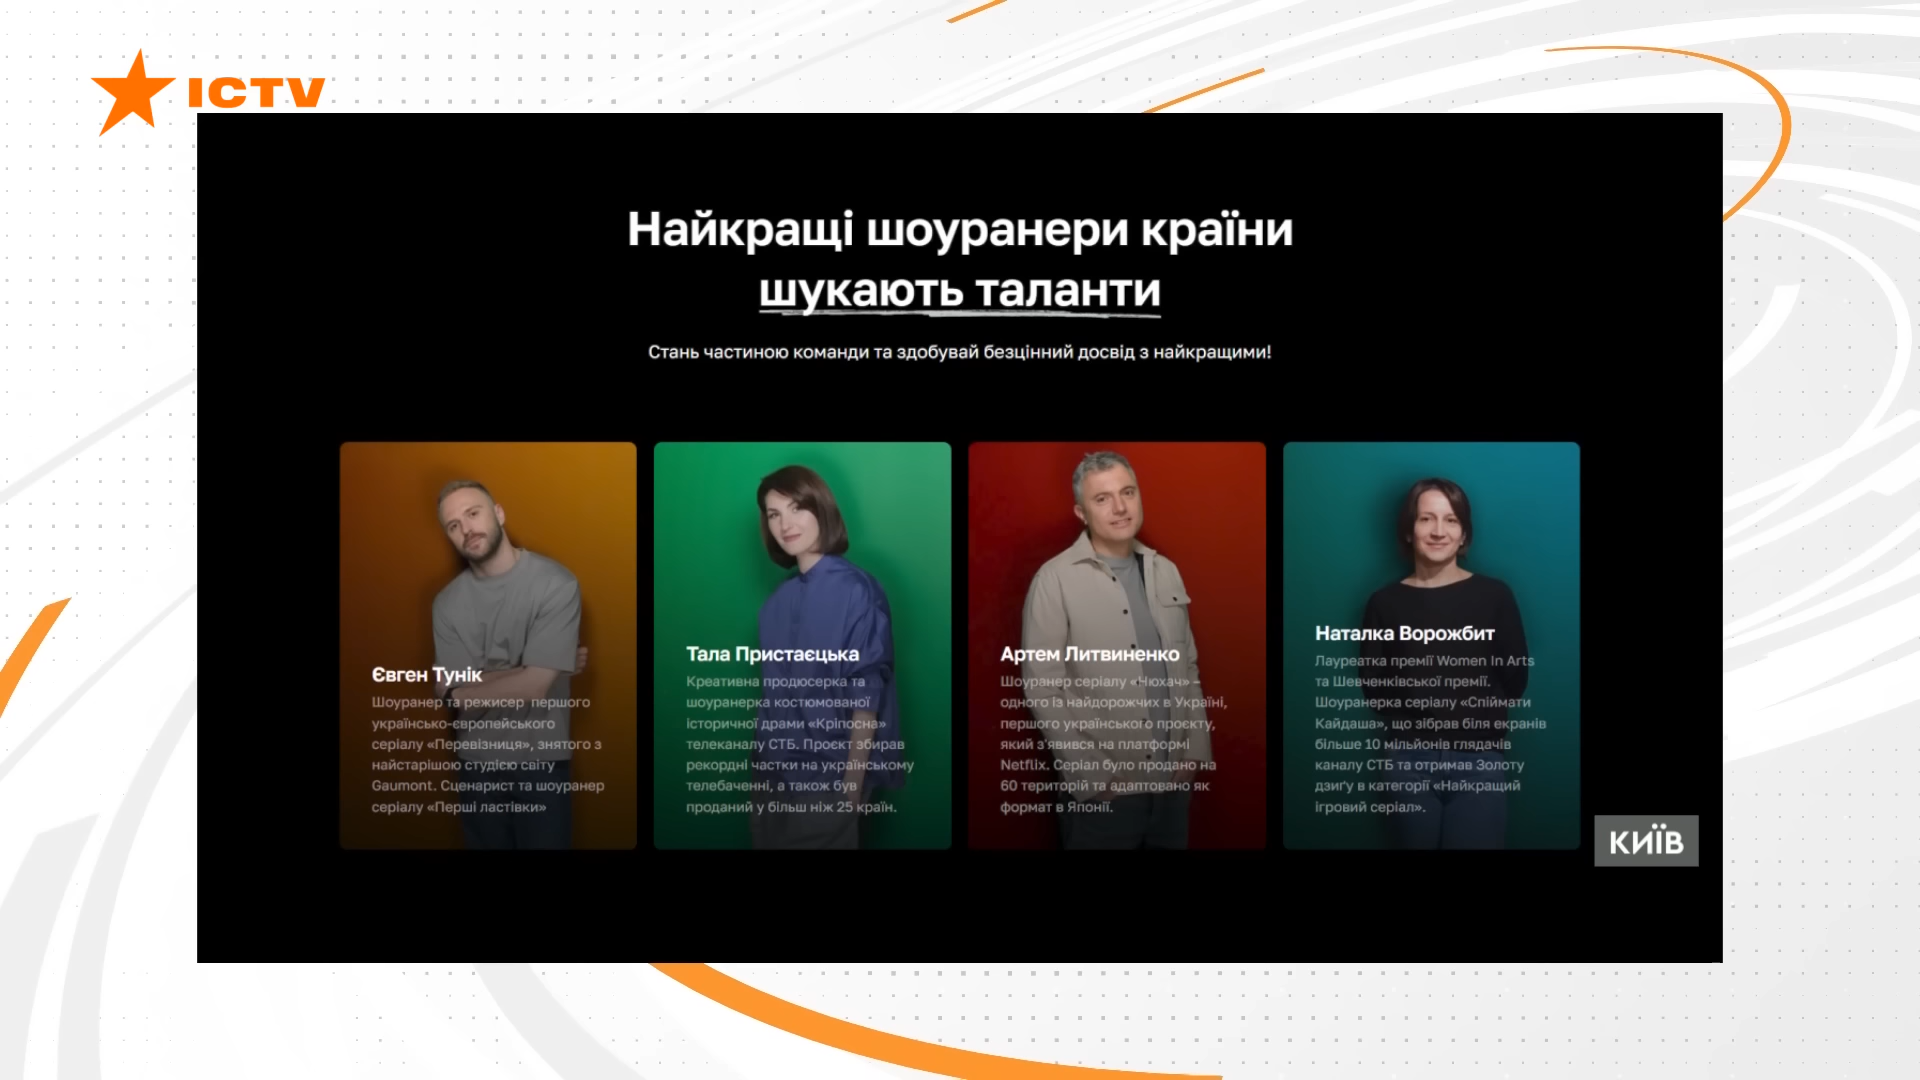 ICTV
Найкращі шоуранери країни
шукають таланти
Стань частиною команди та здобувай безцінний досвід з найкращими!
Євген Тунік
Шоуранер та режисер першого
українсько-європейського
серіалу «Перевізниця», знятого з
найстарішою студією світу
Gaumont. Сценарист та шоуранер
серіалу «Перші ластівки»
Тала Пристаєцька
Креативна продюсерка та
шоуранерка костюмованої
історичної драми «Кріпосна»
телеканалу СТБ. Проєкт збирав
рекордні частки на українському
телебаченні, а також був
проданий у більш ніж 25 країн.
Артем Литвиненко
Шоуранер серіалу «Нюхач» –
одного із найдорожчих в Україні,
першого українського проєкту,
який з'явився на платформі
Netflix. Серіал було продано на
60 територій та адаптовано як
формат в Японії.
Наталка Ворожбит
Лауреатка премії Women In Arts
та Шевченківської премії.
Шоуранерка серіалу «Спіймати
Кайдаша», що зібрав біля екранів
більше 10 мільйонів глядачів
каналу СТБ та отримав Золоту
дзиґу в категорії «Найкращий
ігровий серіал».
КИЇВ